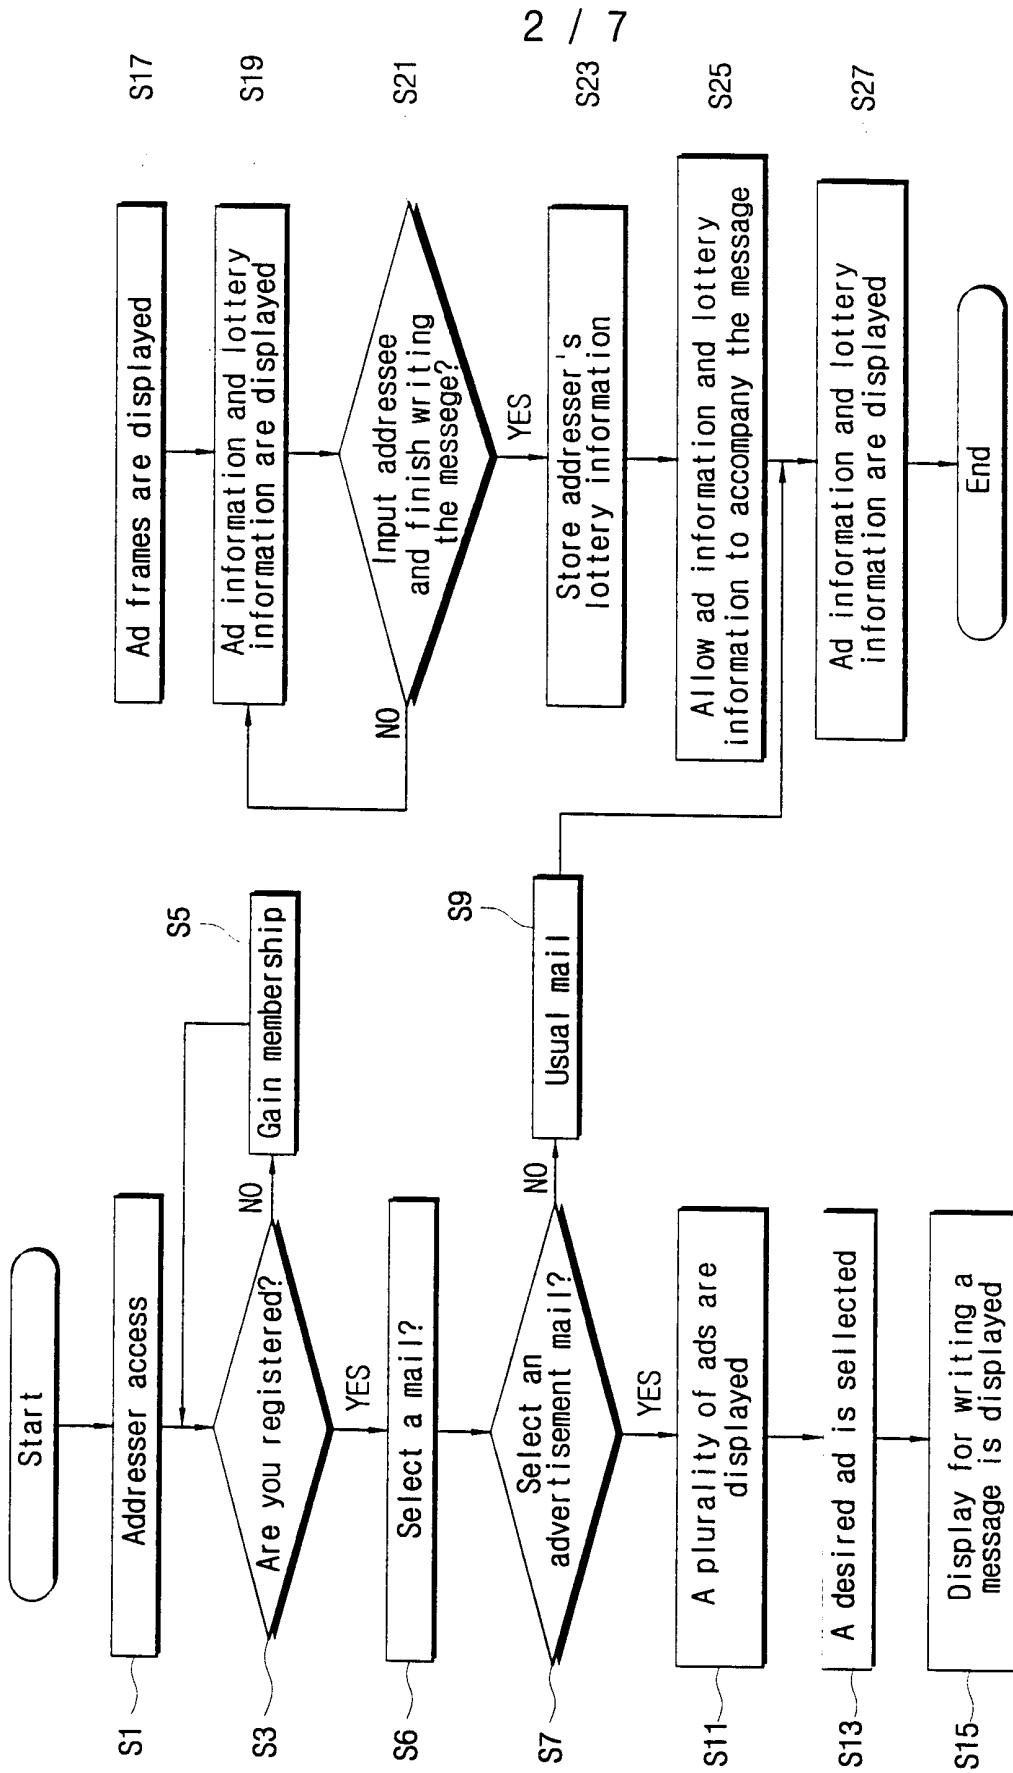 2 / 7
Start
S1
Addresser access
S3
Are you registered?
NO
S5
Gain membership
YES
S6
Select a mail?
S7
Select an
advertisement mail?
NO
S9
Usual mail
YES
S11
A plurality of ads are
displayed
S13
A desired ad is selected
S15
Display for writing a
message is displayed
S17
Ad frames are displayed
S19
Ad information and lottery
information are displayed
S21
Input addressee
and finish writing
the messege?
NO
YES
S23
Store addresser's
lottery information
S25
Allow ad information and lottery
information to accompany the message
S27
Ad information and lottery
information are displayed
End